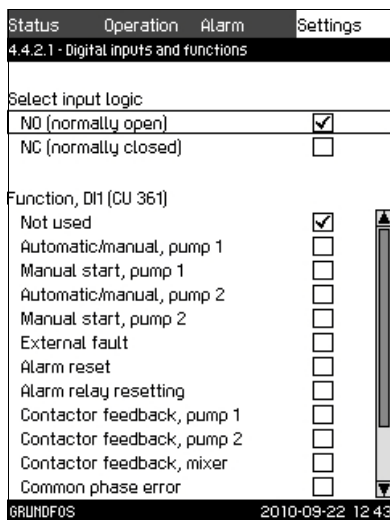 Status Operation Alarm Settings
4.4.2.1 - Digital inputs and functions
Select input logic
NO (normally open)
NC (normally closed)
Function, DI1 (CU 361)
Not used
Automatic/manual, pump 1
Manual start, pump 1
Automatic/manual, pump 2
Manual start, pump 2
External fault
Alarm reset
Alarm relay resetting
Contactor feedback, pump 1
Contactor feedback, pump 2
Contactor feedback, mixer
Common phase error
GRUNDFOS 2010-09-22 12:43